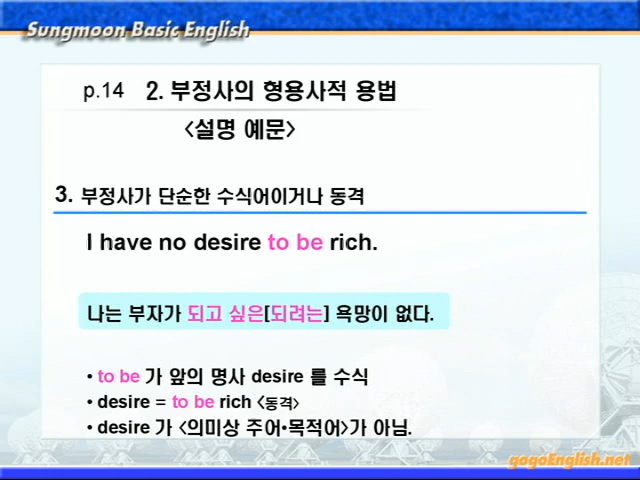 Sungmoon Basic English
p.14 2. 부정사의 형용사적 용법
<설명 예문>
3. 부정사가 단순한 수식어이거나 동격
I have no desire to be rich.
나는 부자가 되고 싶은[되려는] 욕망이 없다.
• to be 가 앞의 명사 desire 를 수식
• desire = to be rich <동격>
• desire 가 <의미상 주어•목적어>가 아님.
gogoEnglish.net